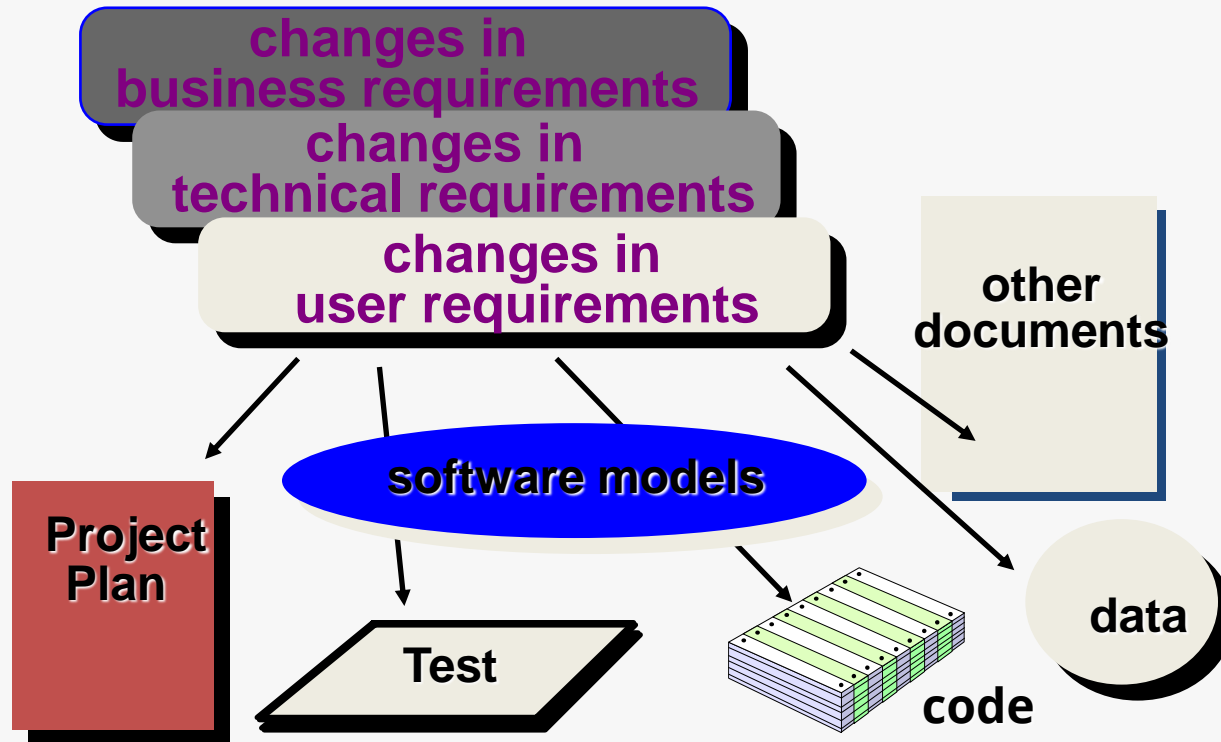 changes in
business requirements
changes in
technical requirements
changes in
user requirements
other
documents
software models
Project
Plan
data
Test
code